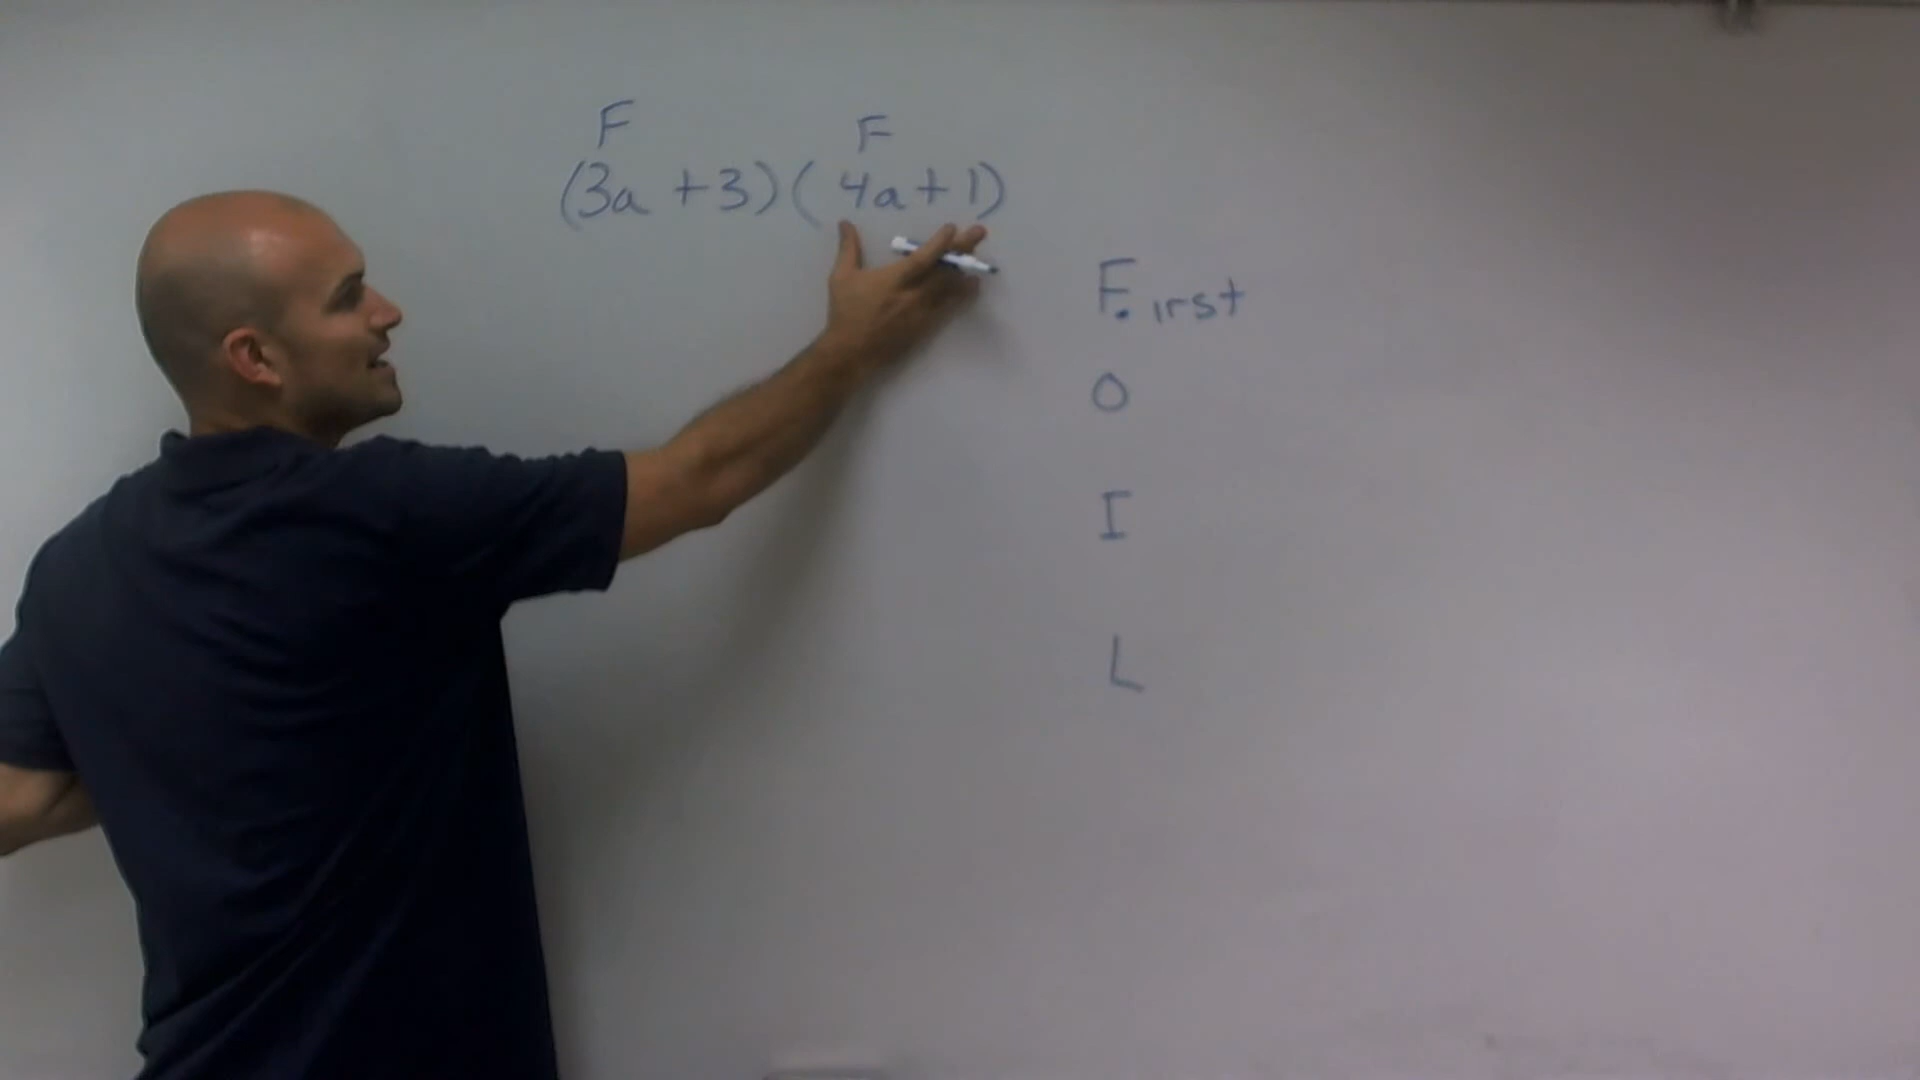 F F
(3a +3)(4a+1)
First
O
I
L